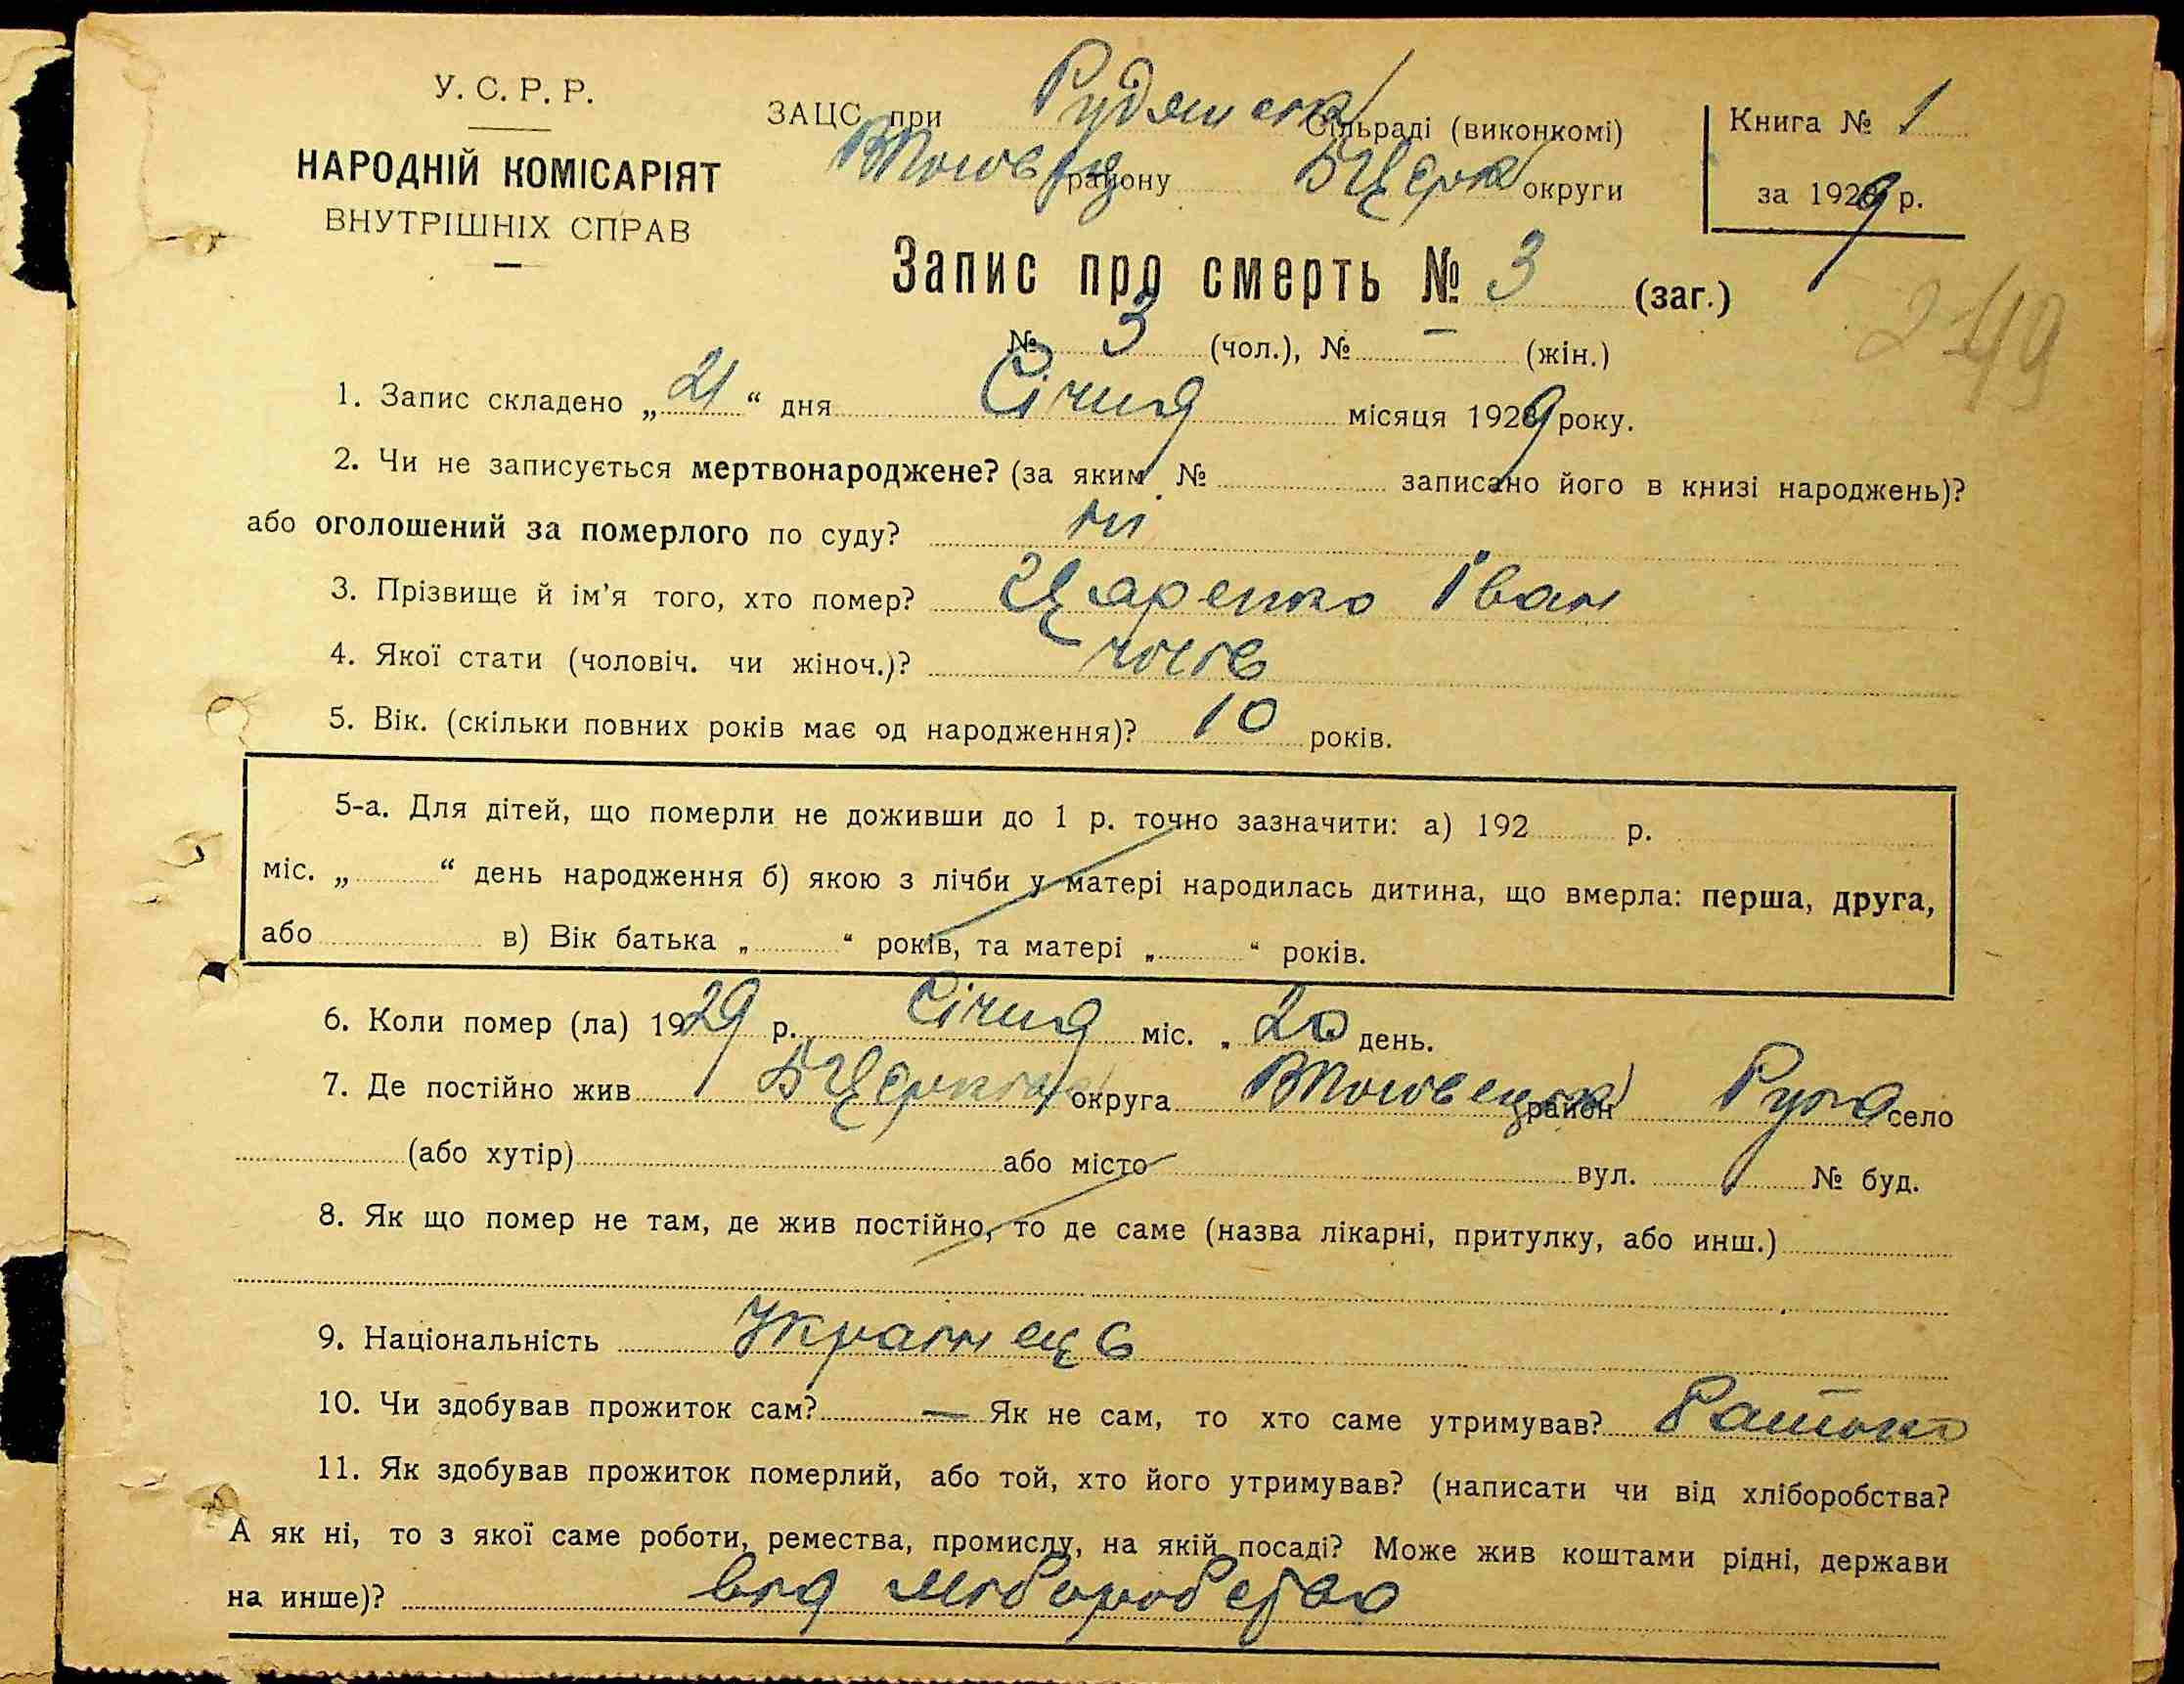 У. С. Р. Р.
НАРОДНІЙ КОМІСАРІЯТ
ВНУТРІШНІХ СПРАВ
ЗАЦС при Рудянськ Сільраді (виконкомі)
району БЦерк округи
Книга № 1
за 1929 р.
Запис про смерть № 3 (заг.)
№ 3 (чол.), № — (жін.)
219
1. Запис складено „21“ дня Січня місяця 1929 року.
2. Чи не записується мертвонароджене? (за яким № записано його в книзі народжень)?
або оголошений за померлого по суду? ні
3. Прізвище й ім'я того, хто помер? Царенко Іван
4. Якої стати (чоловіч. чи жіноч.)? чолов
5. Вік. (скільки повних років має од народження)? 10 років.
5-а. Для дітей, що померли не доживши до 1 р. точно зазначити: а) 192 р.
міс. „ “ день народження б) якою з лічби у матері народилась дитина, що вмерла: перша, друга,
або в) Вік батька „ “ років, та матері „ “ років.
6. Коли помер (ла) 1929 р. Січня міс. „ 20 день.
7. Де постійно жив БЦерківськ округа район Руда село
(або хутір) або місто вул. № буд.
8. Як що помер не там, де жив постійно, то де саме (назва лікарні, притулку, або инш.)
9. Національність Украінець
10. Чи здобував прожиток сам? — Як не сам, то хто саме утримував? Батько
11. Як здобував прожиток померлий, або той, хто його утримував? (написати чи від хліборобства?
А як ні, то з якої саме роботи, ремества, промислу, на якій посаді? Може жив коштами рідні, держави
на инше)? від хліборобства